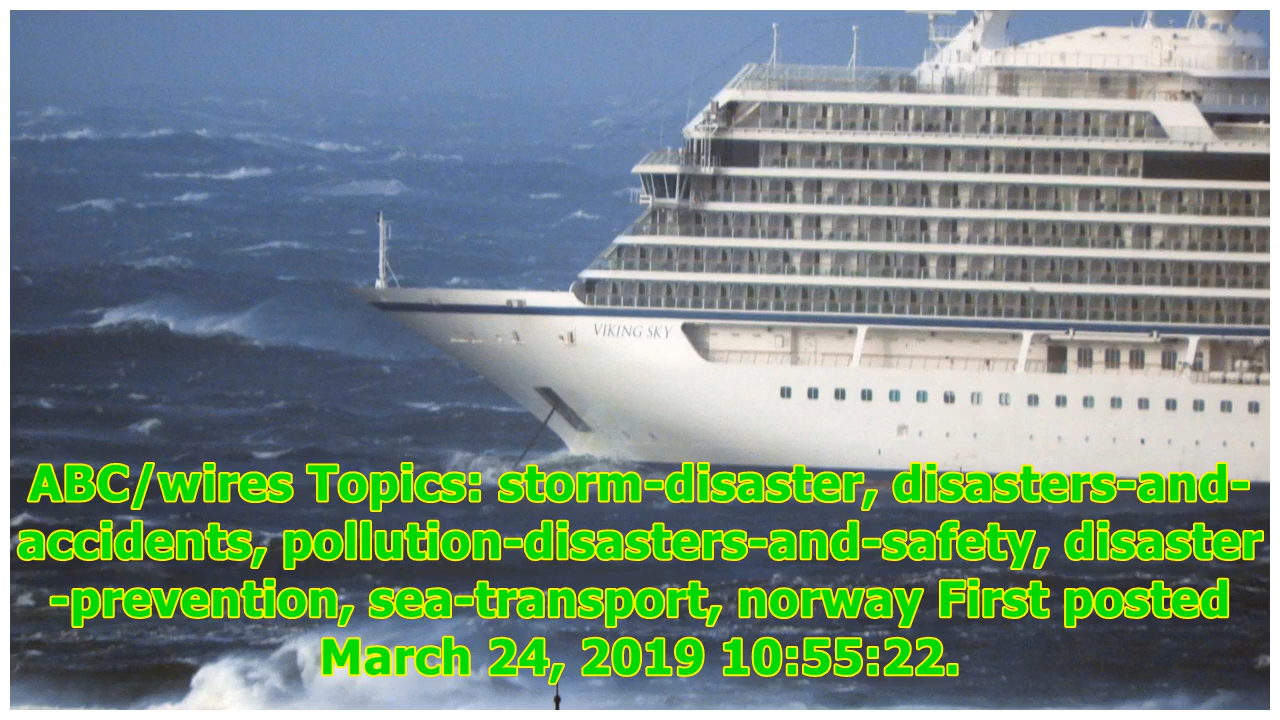 VIKING SKY
ABC/wires Topics: storm-disaster, disasters-and-
accidents, pollution-disasters-and-safety, disaster
-prevention, sea-transport, norway First posted
March 24, 2019 10:55:22.